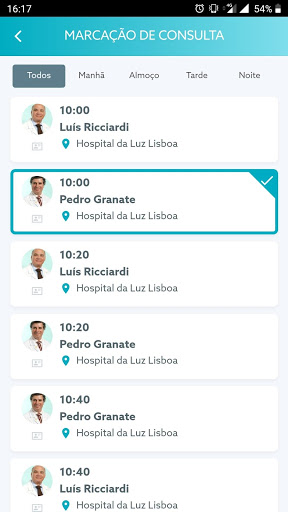 16:17
54%
MARCAÇÃO DE CONSULTA
Todos Manhã Almoço Tarde Noite
10:00
Luís Ricciardi
Hospital da Luz Lisboa
10:00
Pedro Granate
Hospital da Luz Lisboa
10:20
Luís Ricciardi
Hospital da Luz Lisboa
10:20
Pedro Granate
Hospital da Luz Lisboa
10:40
Pedro Granate
Hospital da Luz Lisboa
10:40
Luís Ricciardi
Hospital da Luz Lisboa